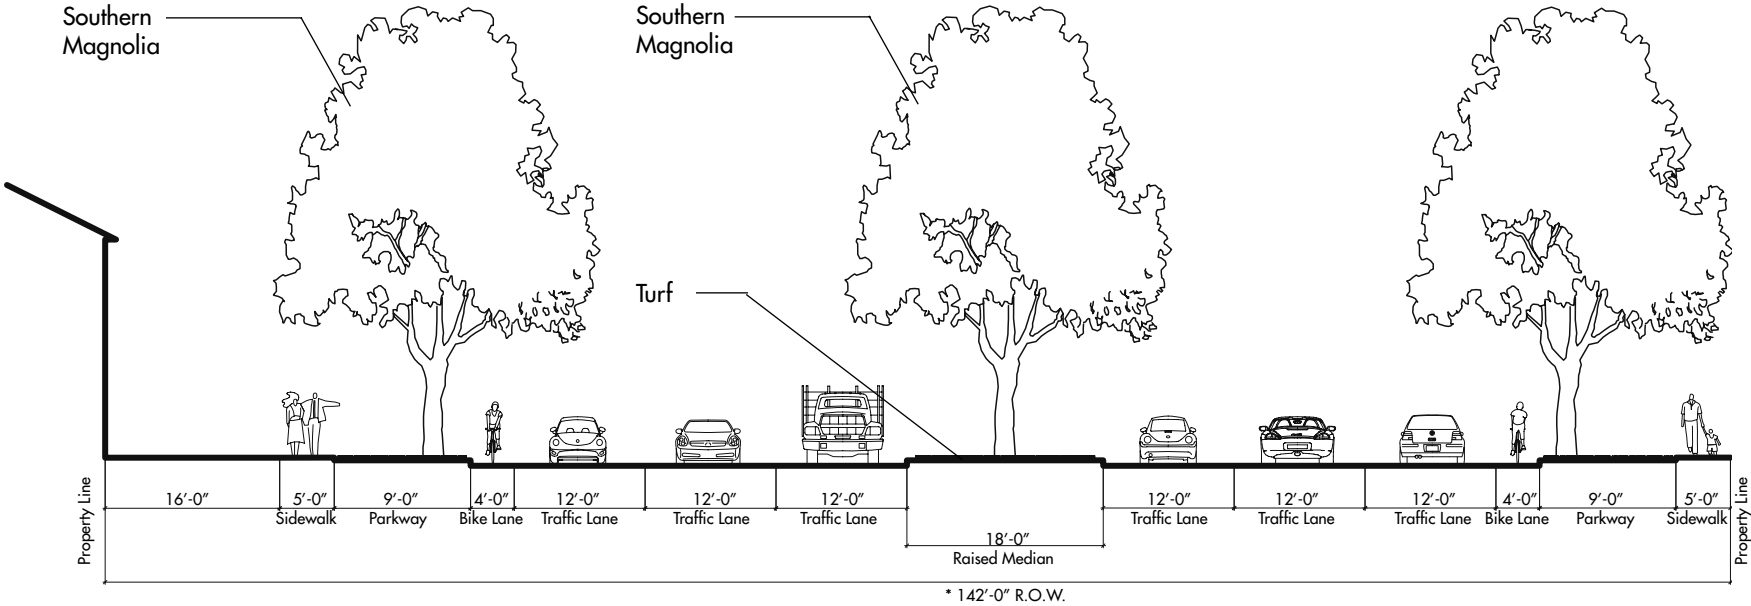 Southern
Magnolia
Southern
Magnolia
Turf
Property Line
16'-0"
5'-0"
9'-0"
4'-0"
12'-0"
12'-0"
12'-0"
12'-0"
12'-0"
12'-0"
4'-0"
9'-0"
5'-0"
Property Line
Sidewalk
Parkway
Bike Lane
Traffic Lane
Traffic Lane
Traffic Lane
Traffic Lane
Traffic Lane
Traffic Lane
Bike Lane
Parkway
Sidewalk
18'-0"
Raised Median
* 142'-0" R.O.W.